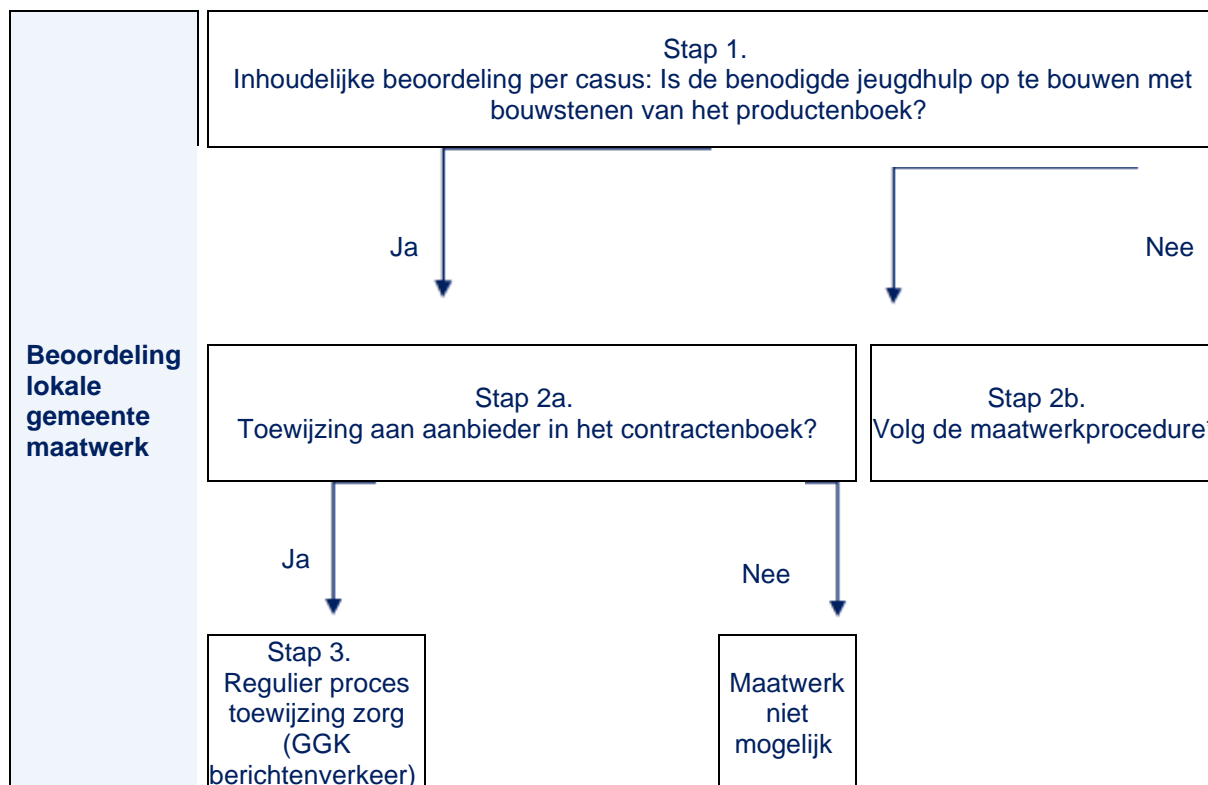 Stap 1.
Inhoudelijke beoordeling per casus: Is de benodigde jeugdhulp op te bouwen met
bouwstenen van het productenboek?
Ja
Nee
Beoordeling
lokale
gemeente
maatwerk
Stap 2a.
Toewijzing aan aanbieder in het contractenboek?
Stap 2b.
Volg de maatwerkprocedure?
Ja
Nee
Stap 3.
Regulier proces
toewijzing zorg
(GGK
berichtenverkeer)
Maatwerk
niet
mogelijk